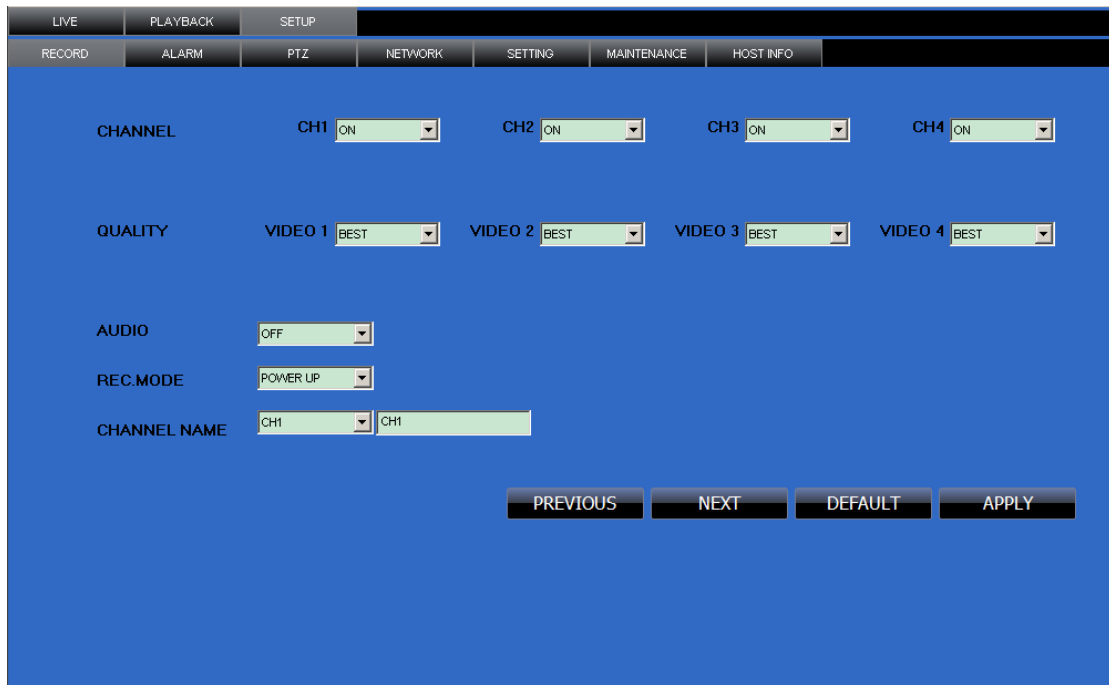 LIVE PLAYBACK SETUP
RECORD ALARM PTZ NETWORK SETTING MAINTENANCE HOST INFO
CHANNEL CH1 ON CH2 ON CH3 ON CH4 ON
QUALITY VIDEO 1 BEST VIDEO 2 BEST VIDEO 3 BEST VIDEO 4 BEST
AUDIO OFF
REC.MODE POWER UP
CHANNEL NAME CH1 CH1
PREVIOUS NEXT DEFAULT APPLY